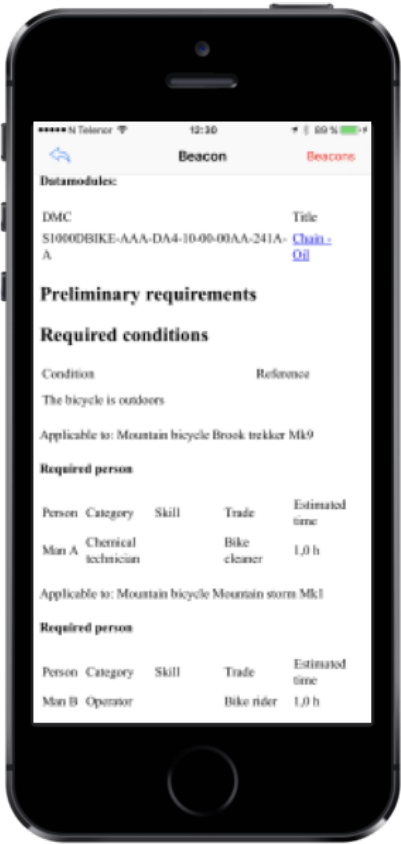 N Telenor 12:30 89 %
Beacon Beacons
Datamodules:
DMC Title
S1000DBIKE-AAA-DA4-10-00-00AA-241A- Chain -
A Oil
Preliminary requirements
Required conditions
Condition Reference
The bicycle is outdoors
Applicable to: Mountain bicycle Brook trekker Mk9
Required person
Person Category Skill Trade Estimated
time
Man A Chemical Bike 1,0 h
technician cleaner
Applicable to: Mountain bicycle Mountain storm Mk1
Required person
Person Category Skill Trade Estimated
time
Man B Operator Bike rider 1,0 h